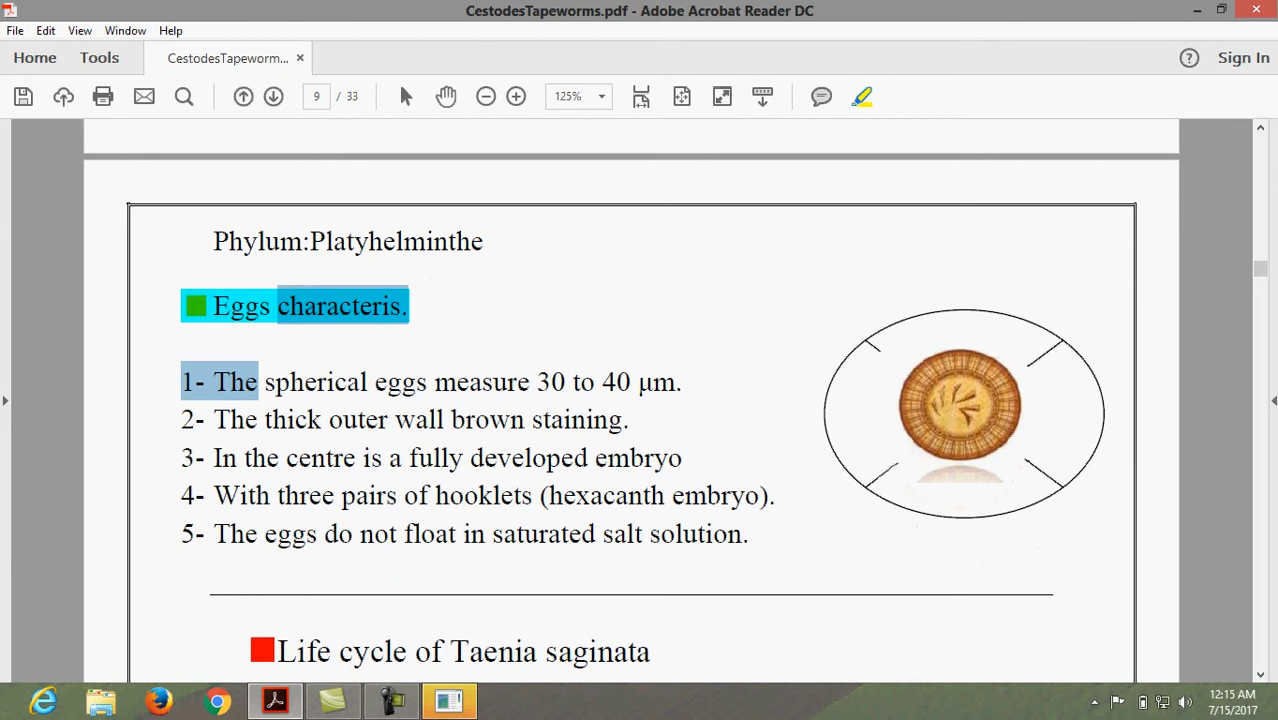 CestodesTapeworms.pdf - Adobe Acrobat Reader DC
File Edit View Window Help
Home Tools CestodesTapeworm... × Sign In
9 / 33 125%
Phylum:Platyhelminthe
Eggs characteris.
1- The spherical eggs measure 30 to 40 μm.
2- The thick outer wall brown staining.
3- In the centre is a fully developed embryo
4- With three pairs of hooklets (hexacanth embryo).
5- The eggs do not float in saturated salt solution.
Life cycle of Taenia saginata
12:15 AM
7/15/2017